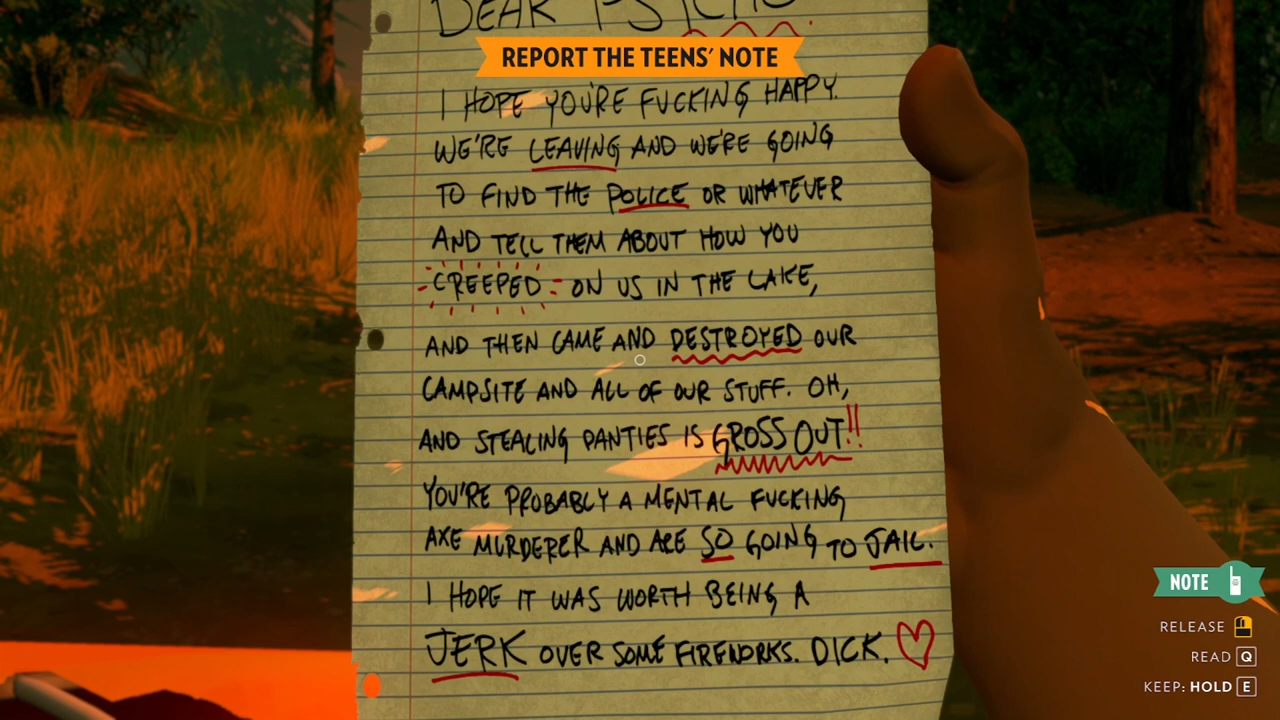 DEAR PSYCHO
REPORT THE TEENS' NOTE
I HOPE YOU'RE FUCKING HAPPY.
WE'RE LEAVING AND WE'RE GOING
TO FIND THE POLICE OR WHATEVER
AND TELL THEM ABOUT HOW YOU
CREEPED ON US IN THE LAKE,
AND THEN CAME AND DESTROYED OUR
CAMPSITE AND ALL OF OUR STUFF. OH,
AND STEALING PANTIES IS GROSS OUT!!
YOU'RE PROBABLY A MENTAL FUCKING
AXE MURDERER AND ARE SO GOING TO JAIL.
I HOPE IT WAS WORTH BEING A
JERK OVER SOME FIREWORKS. DICK.
NOTE
RELEASE
READ Q
KEEP: HOLD E